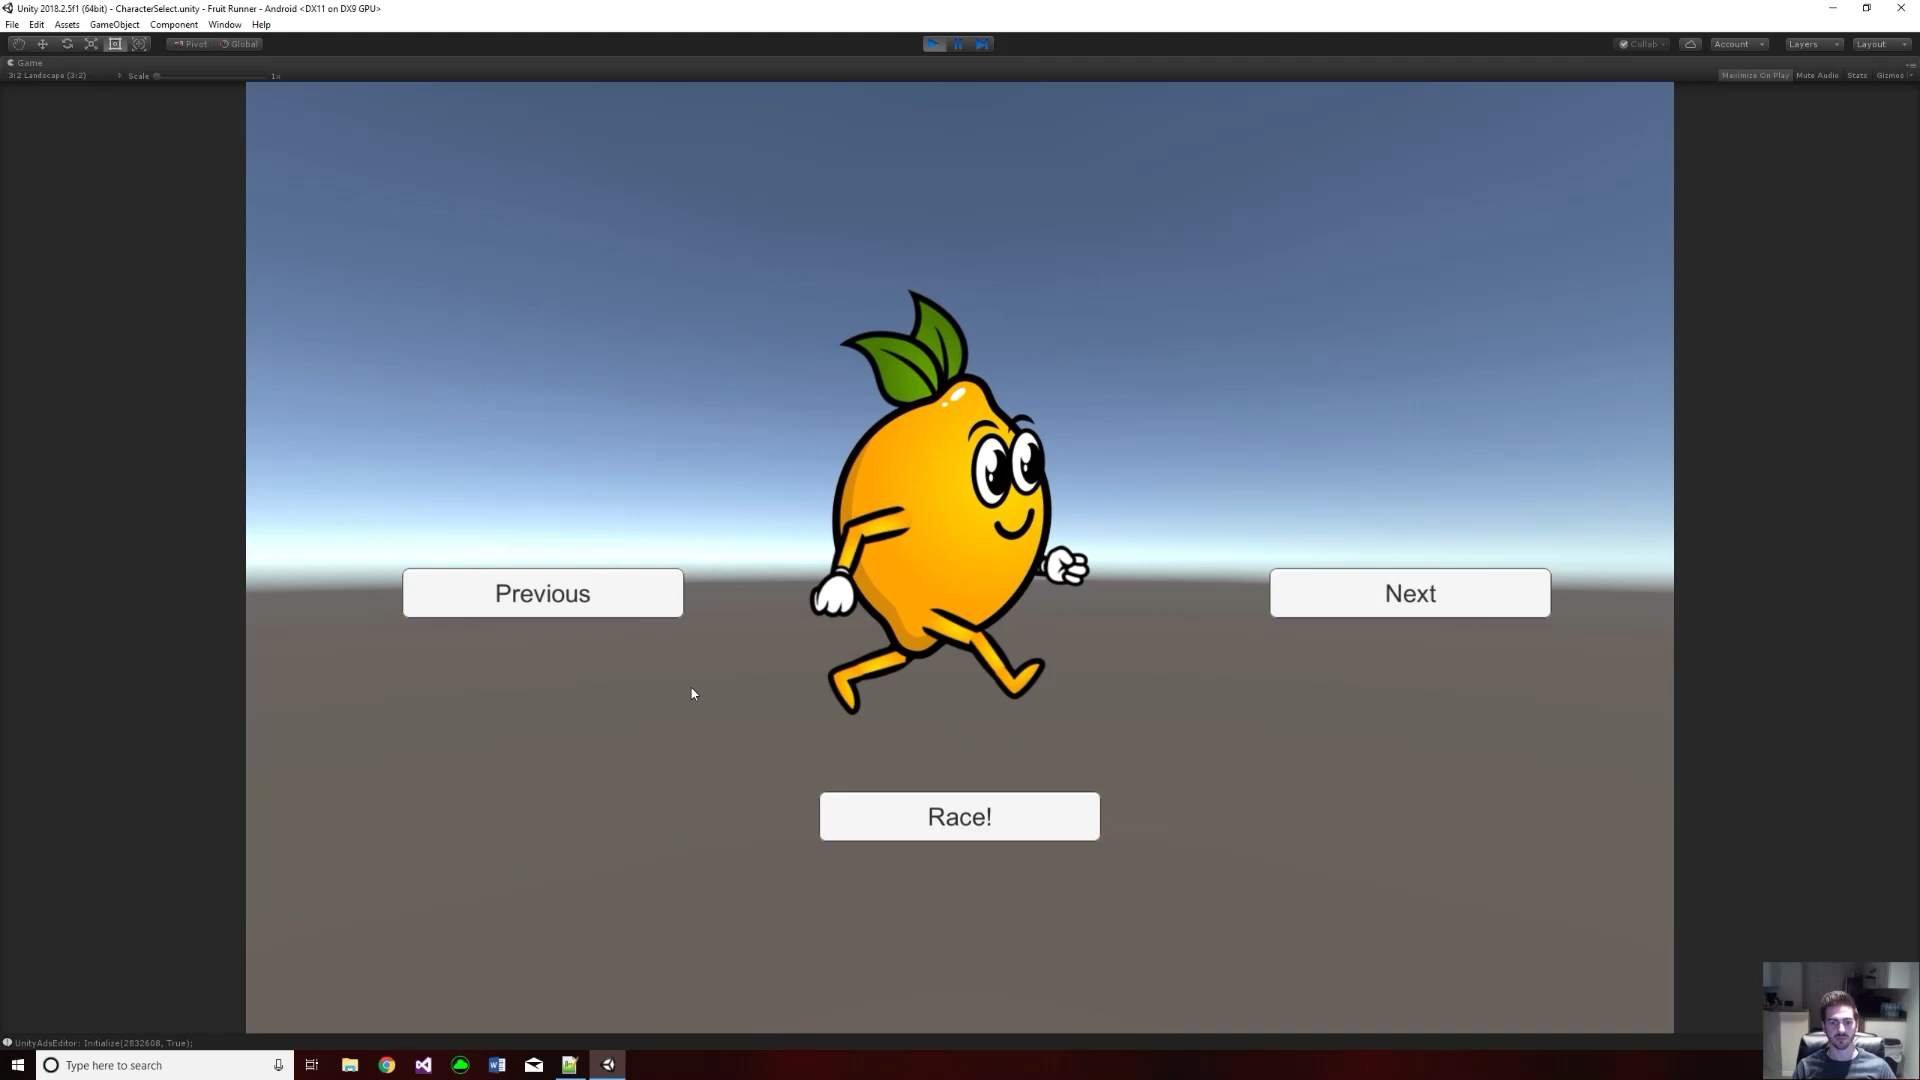 Unity 2018.2.5f1 (64bit) - CharacterSelect.unity - Fruit Runner - Android <DX11 on DX9 GPU>
File Edit Assets GameObject Component Window Help
Pivot Global Collab Account Layers Layout
Game
3:2 Landscape (3:2) Scale 1x Maximize On Play Mute Audio Stats Gizmos
Previous Next
Race!
UnityAdsEditor: Initialize(2832608, True);
Type here to search